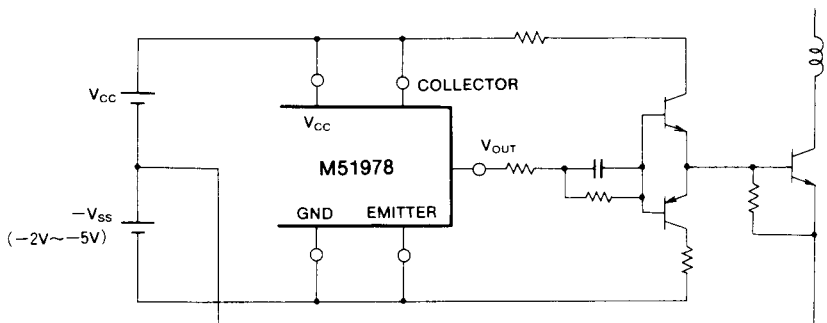 COLLECTOR
VCC
VCC
VOUT
M51978
−VSS
(−2V∼−5V)
GND EMITTER